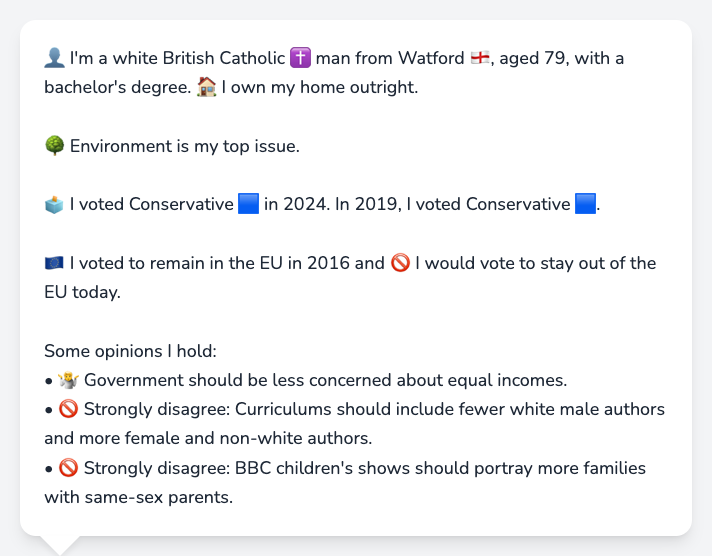 👤 I'm a white British Catholic ✝️ man from Watford 🏴󠁧󠁢󠁥󠁮󠁧󠁿, aged 79, with a
bachelor's degree. 🏠 I own my home outright.
🌳 Environment is my top issue.
🗳️ I voted Conservative 🟦 in 2024. In 2019, I voted Conservative 🟦.
🇪🇺 I voted to remain in the EU in 2016 and 🚫 I would vote to stay out of the
EU today.
Some opinions I hold:
• 🤷 Government should be less concerned about equal incomes.
• 🚫 Strongly disagree: Curriculums should include fewer white male authors
and more female and non-white authors.
• 🚫 Strongly disagree: BBC children's shows should portray more families
with same-sex parents.